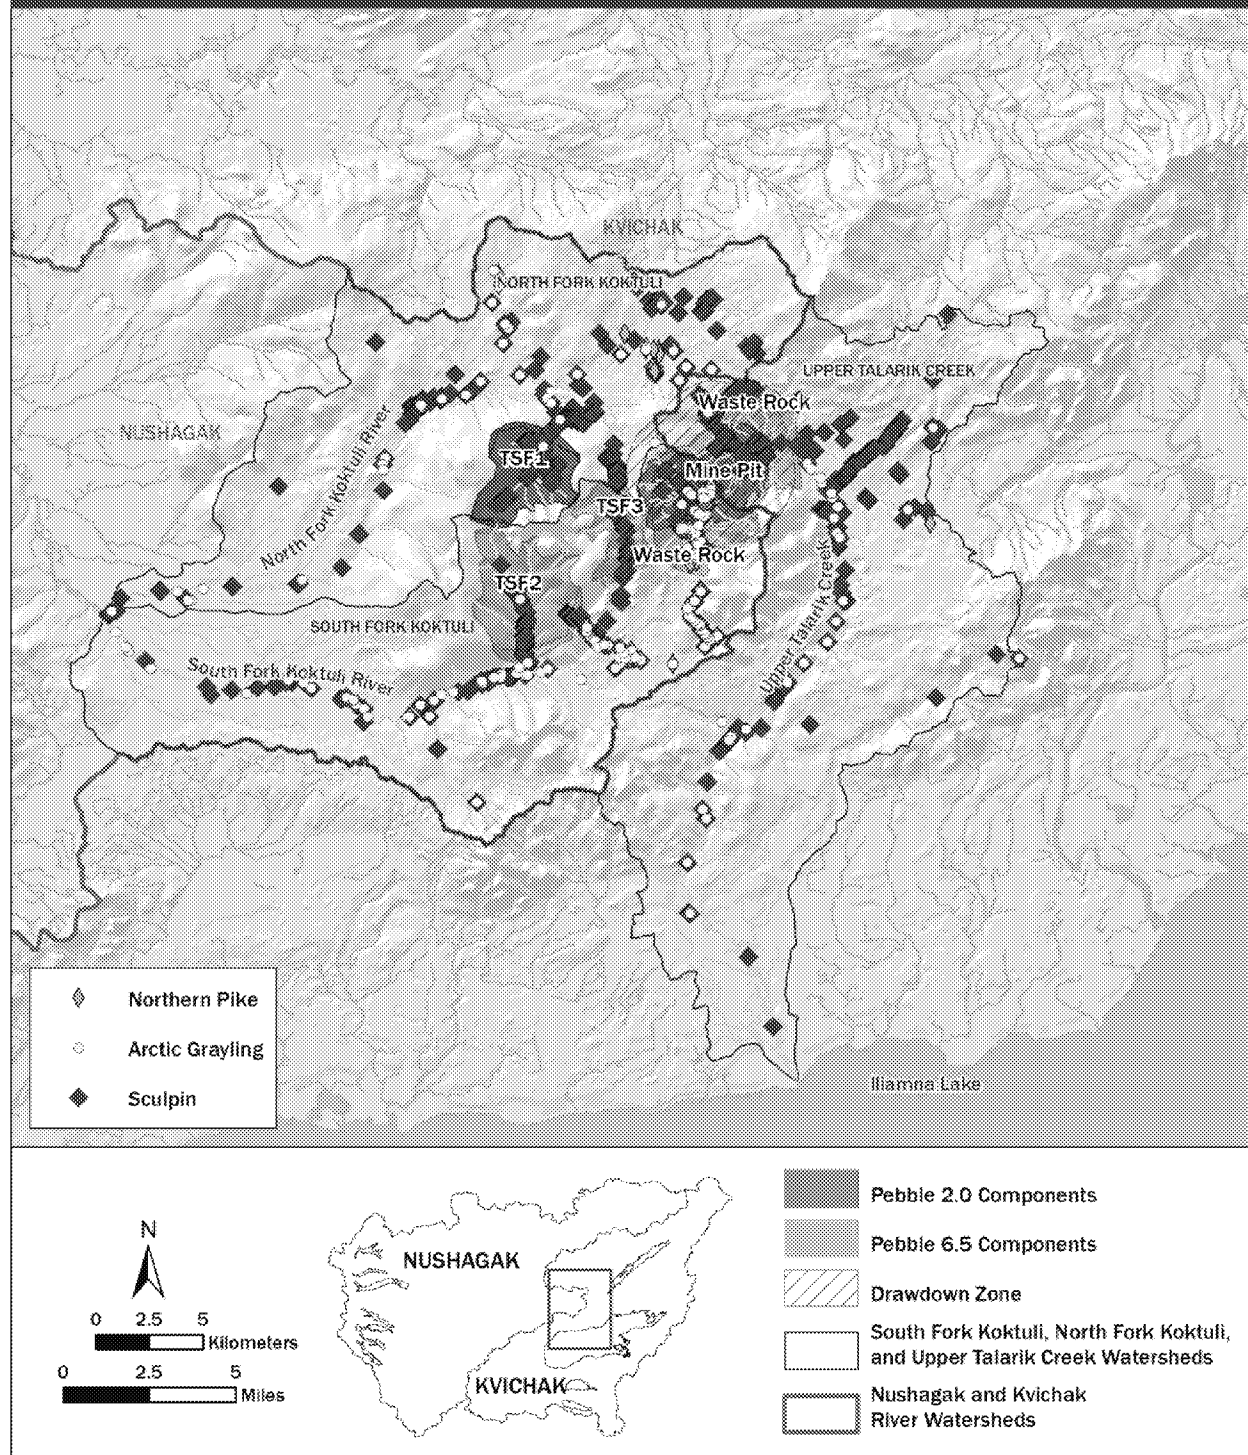 KVICHAK
NORTH FORK KOKTULI
UPPER TALARIK CREEK
Waste Rock
NUSHAGAK
North Fork Koktuli River
TSF1
Mine Pit
TSF3
Waste Rock
TSF2
Upper Talarik Creek
SOUTH FORK KOKTULI
South Fork Koktuli River
Northern Pike
Arctic Grayling
Sculpin
Iliamna Lake
N
0 2.5 5
Kilometers
0 2.5 5
Miles
NUSHAGAK
KVICHAK
Pebble 2.0 Components
Pebble 6.5 Components
Drawdown Zone
South Fork Koktuli, North Fork Koktuli,
and Upper Talarik Creek Watersheds
Nushagak and Kvichak
River Watersheds